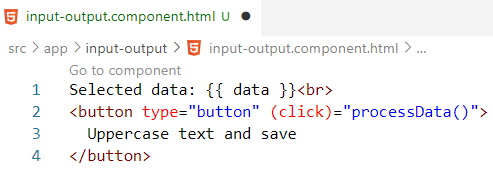 input-output.component.html U
src > app > input-output > input-output.component.html > ...
Go to component
1 Selected data: {{ data }}<br>
2 <button type="button" (click)="processData()">
3   Uppercase text and save
4 </button>